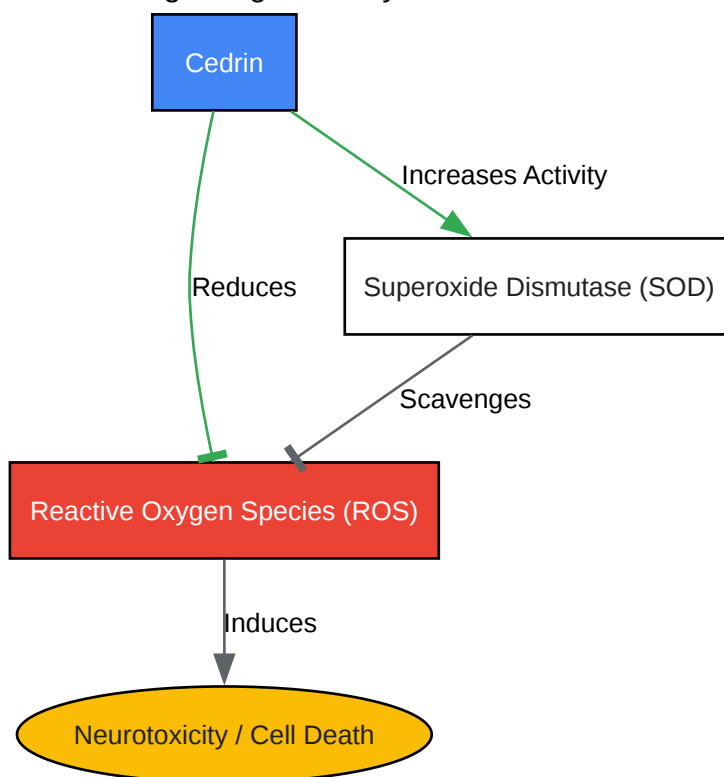 Cedrin
Increases Activity
Reduces
Superoxide Dismutase (SOD)
Scavenges
Reactive Oxygen Species (ROS)
Induces
Neurotoxicity / Cell Death